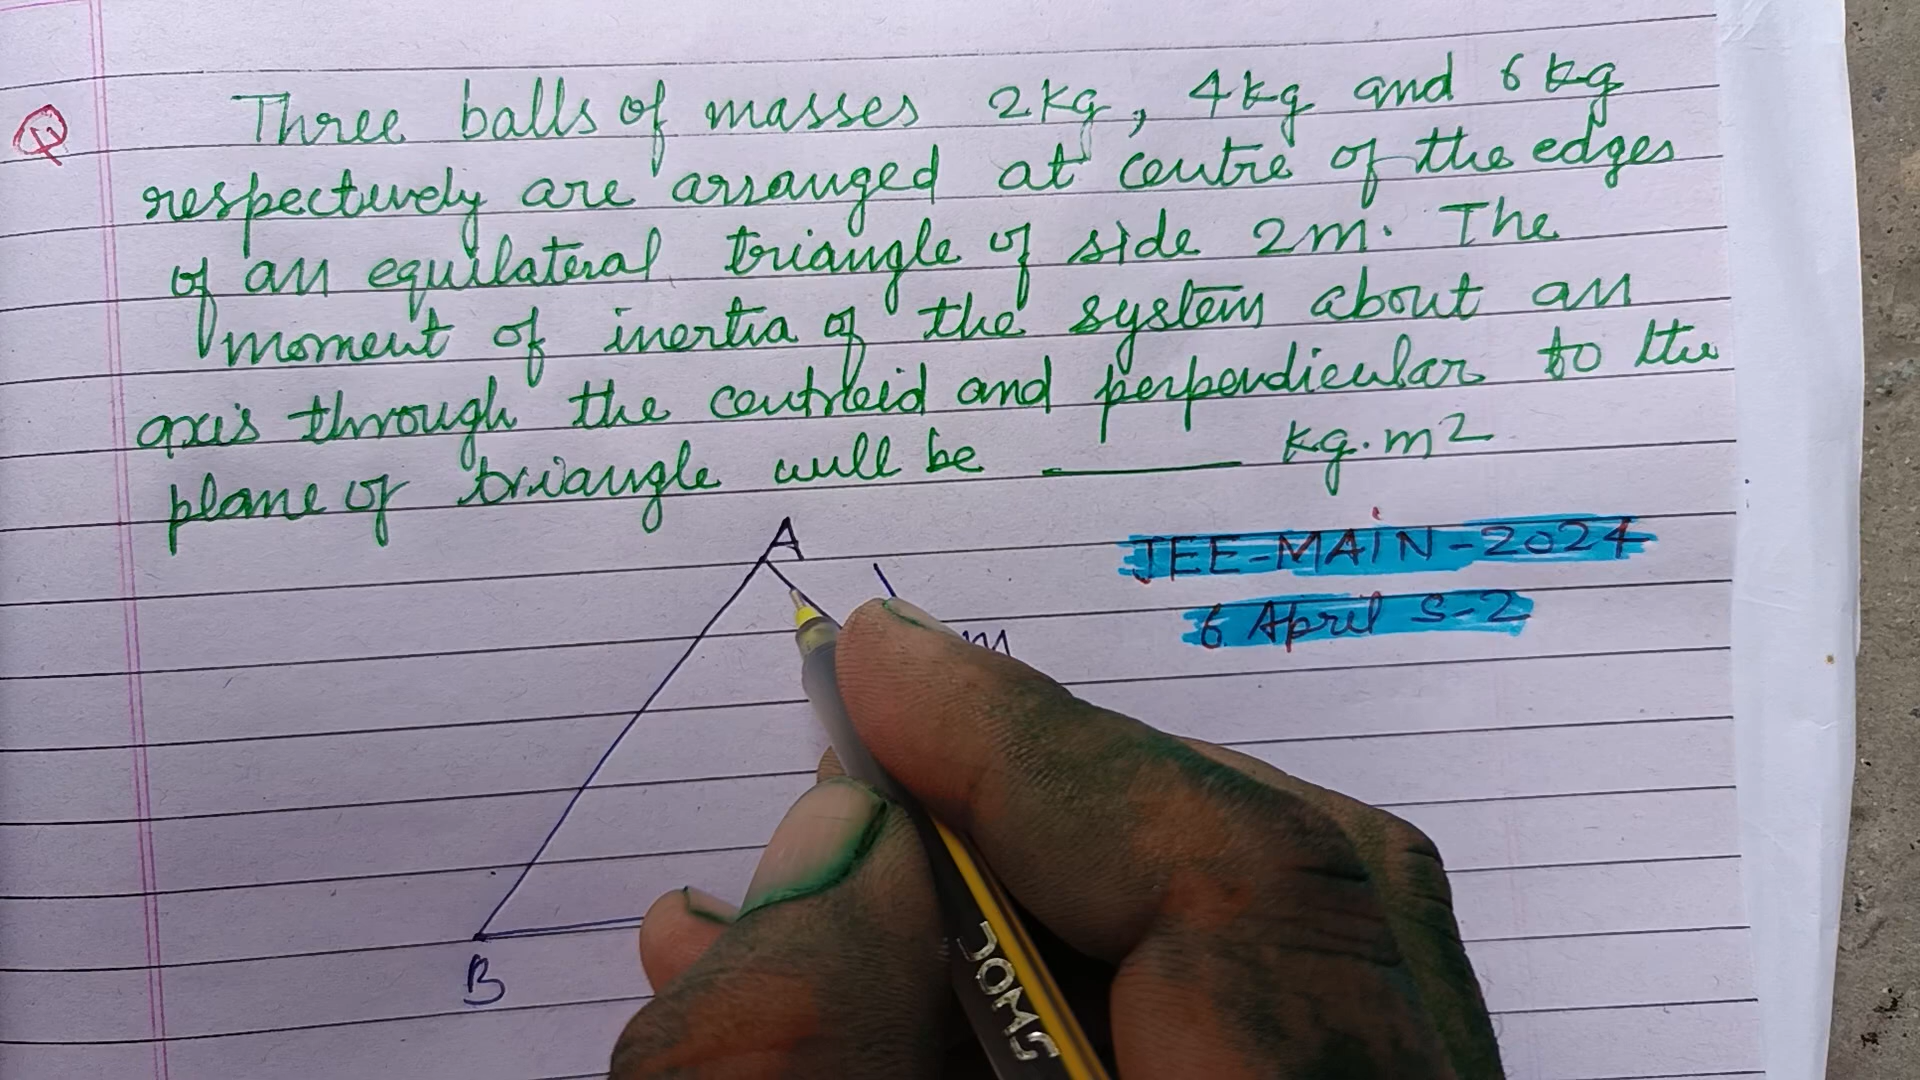 Q Three balls of masses 2kg, 4kg and 6kg
respectively are arranged at centre of the edges
of an equilateral triangle of side 2m. The
moment of inertia of the system about an
axis through the centroid and perpendicular to the
plane of triangle will be ______ kg.m2
A
JEE-MAIN-2024
6 April S-2
m
B
DOMS